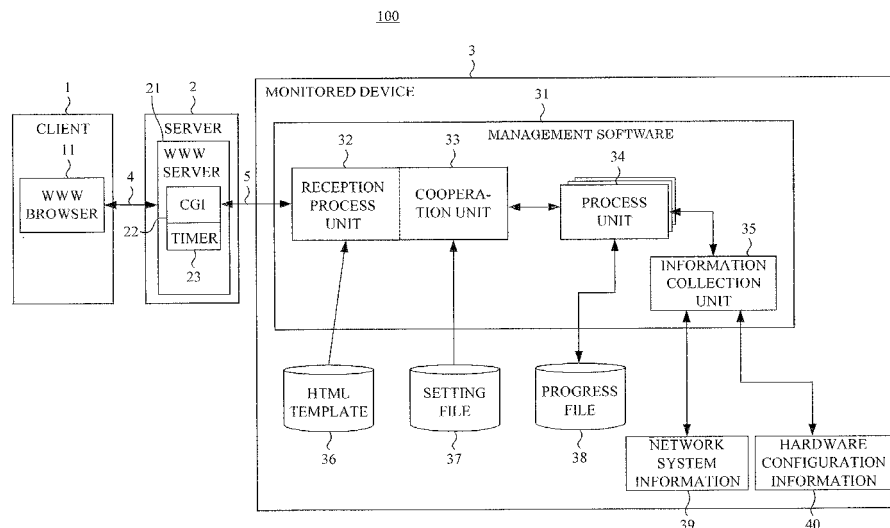 100
3
MONITORED DEVICE
1
CLIENT
11
WWW
BROWSER
4
21
2
SERVER
WWW
SERVER
CGI
22
TIMER
23
5
31
MANAGEMENT SOFTWARE
32
RECEPTION
PROCESS
UNIT
33
COOPERA-
TION UNIT
34
PROCESS
UNIT
35
INFORMATION
COLLECTION
UNIT
HTML
TEMPLATE
36
SETTING
FILE
37
PROGRESS
FILE
38
NETWORK
SYSTEM
INFORMATION
39
HARDWARE
CONFIGURATION
INFORMATION
40